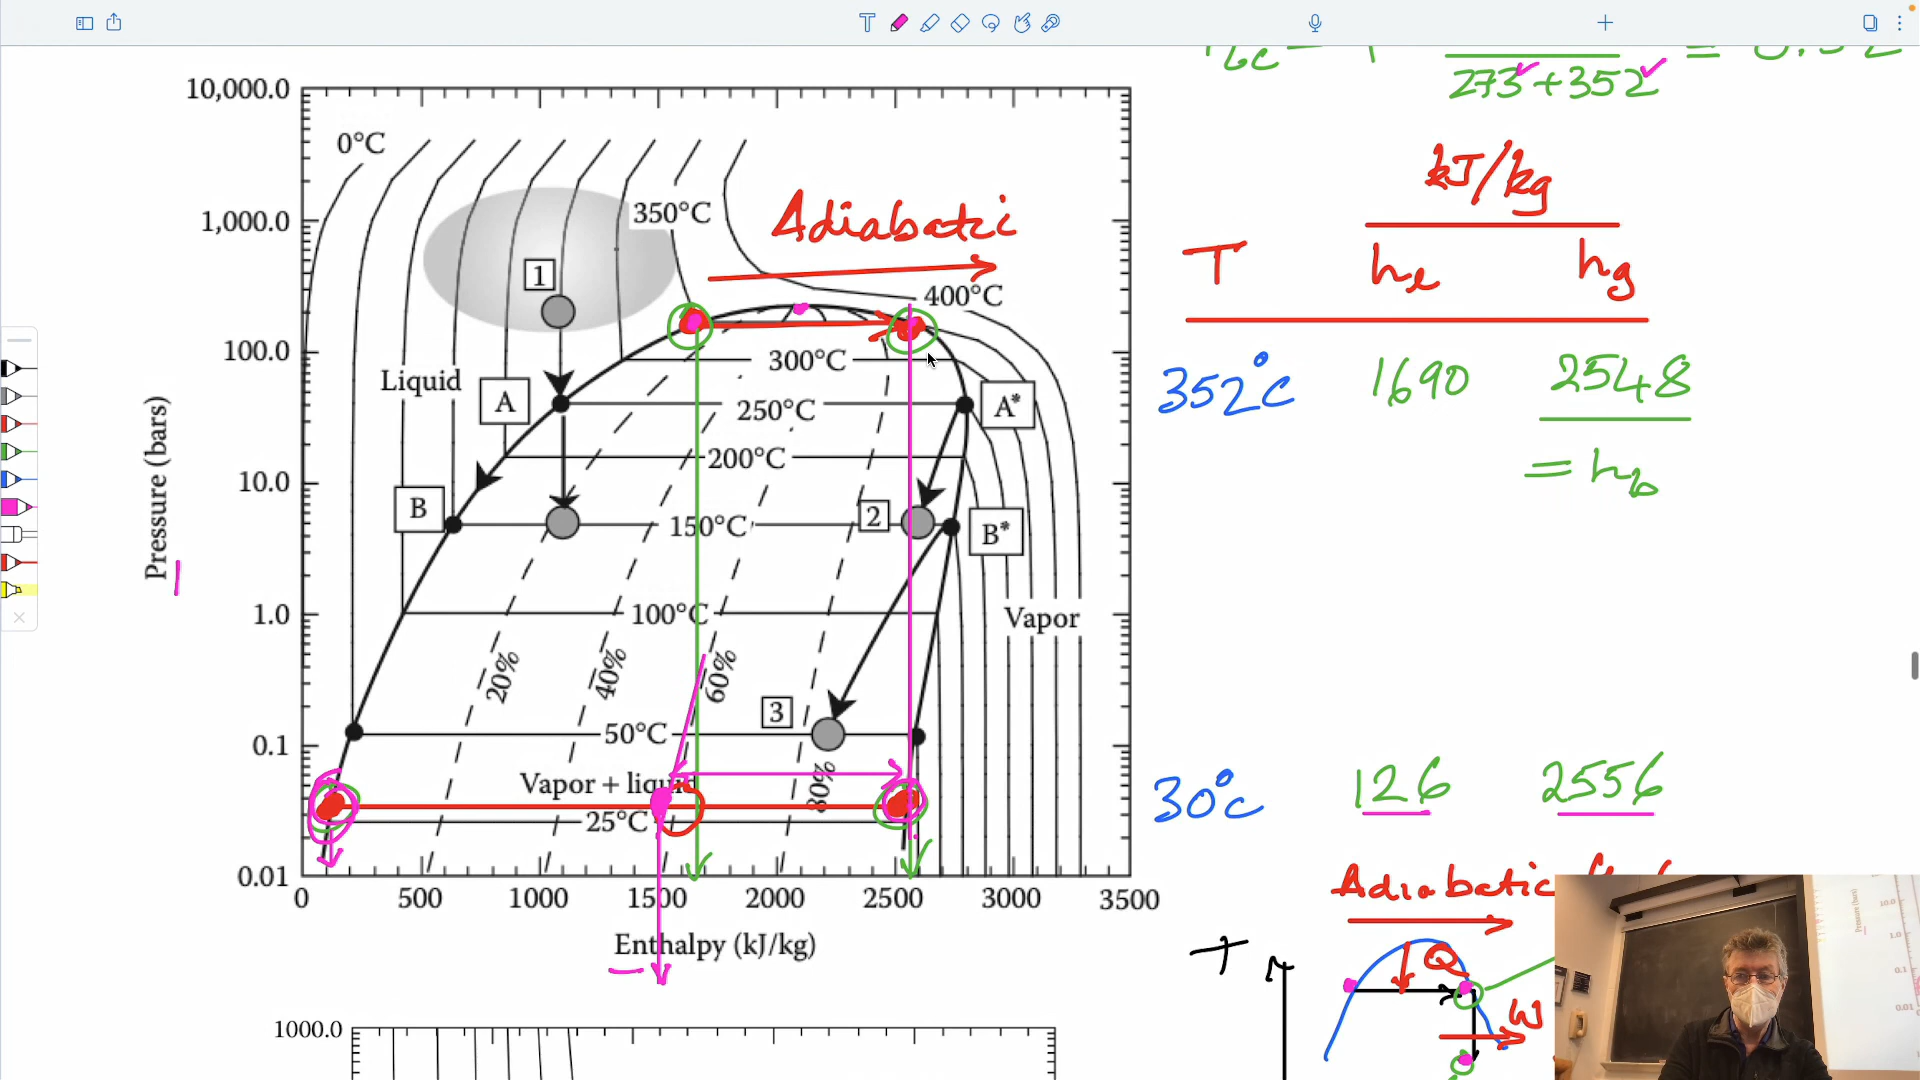 273+352
10,000.0
0°C
kJ/kg
350°C
1,000.0
Adiabatic
T
hℓ
hg
1
400°C
100.0
300°C
352°C
1690
2548
Liquid
A
250°C
A*
200°C
= hb
10.0
B
150°C
2
B*
Pressure (bars)
1.0
100°C
Vapor
20%
40%
60%
3
50°C
0.1
80%
Vapor + liquid
30°C
126
2556
25°C
0.01
0
500
1000
1500
2000
2500
3000
3500
Adiabatic
Enthalpy (kJ/kg)
T
Q
W
1000.0